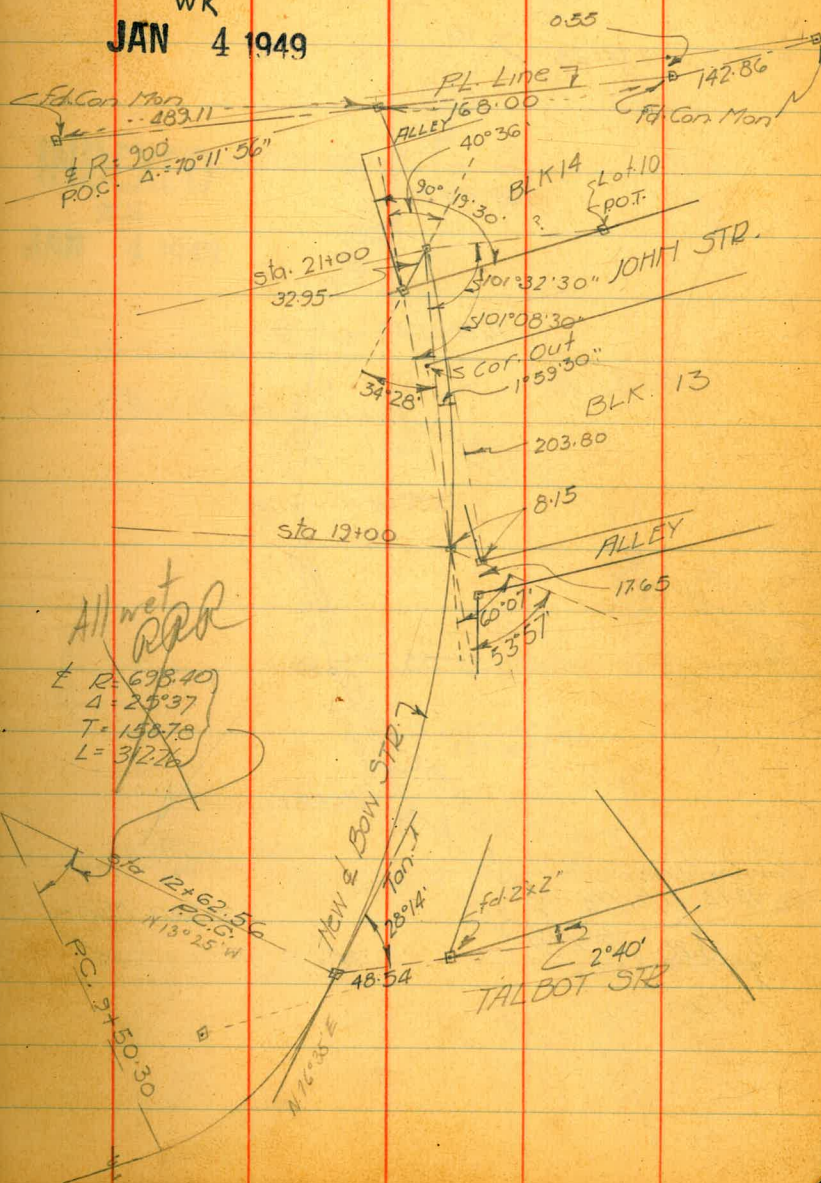 WR
JAN 4 1949
0.55
P.L. Line
142.86
Fd. Con. Mon
483.11
168.00
Fd. Con. Mon
ALLEY
40°36'
℄ R = 900'
P.O.C. Δ = 70°11'56"
BLK 14
Lot 10
P.O.T.
90°19'30"
?
JOHM STR.
sta. 21+00
32.95
S 101°32'30"
S 101°08'30"
S Cor. Out
1°59'30"
34°28'
BLK. 13
203.80
8.15
sta 19+00
ALLEY
17.65
60°07'
53°57'
All wet
RRR
℄ R = 698.40
Δ = 25°37
T = 158.78
L = 312.26
New ℄ Bow STR.
Tan.
28°14'
sta 12+62.56
P.C.C.
N 13°25' W
fd. 2"x2"
2°40'
48.54
TALBOT STR
P.C. 9+50.30
N 76°35' E